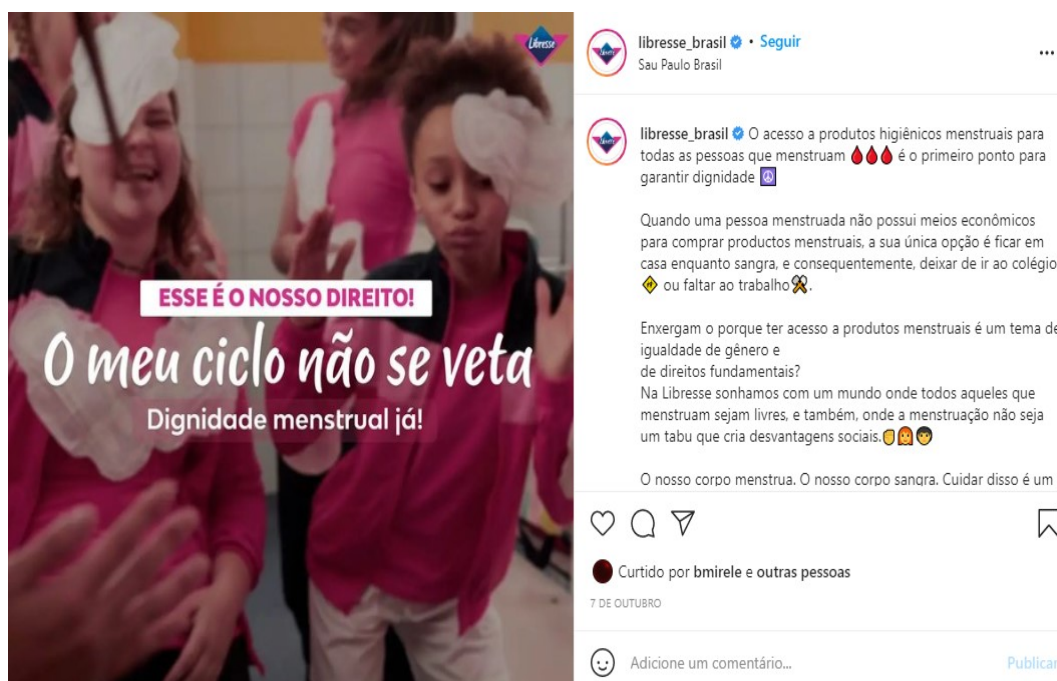 Libresse
ESSE É O NOSSO DIREITO!
O meu ciclo não se veta
Dignidade menstrual já!
libresse_brasil • Seguir
Sau Paulo Brasil
libresse_brasil O acesso a produtos higiênicos menstruais para
todas as pessoas que menstruam 🩸🩸🩸 é o primeiro ponto para
garantir dignidade ☮️
Quando uma pessoa menstruada não possui meios econômicos
para comprar productos menstruais, a sua única opção é ficar em
casa enquanto sangra, e consequentemente, deixar de ir ao colégio
🚸 ou faltar ao trabalho⚒.
Enxergam o porque ter acesso a produtos menstruais é um tema de
igualdade de gênero e
de direitos fundamentais?
Na Libresse sonhamos com um mundo onde todos aqueles que
menstruam sejam livres, e também, onde a menstruação não seja
um tabu que cria desvantagens sociais.✊👩👨
O nosso corpo menstrua. O nosso corpo sangra. Cuidar disso é um
Curtido por bmirele e outras pessoas
7 DE OUTUBRO
Adicione um comentário... Publicar